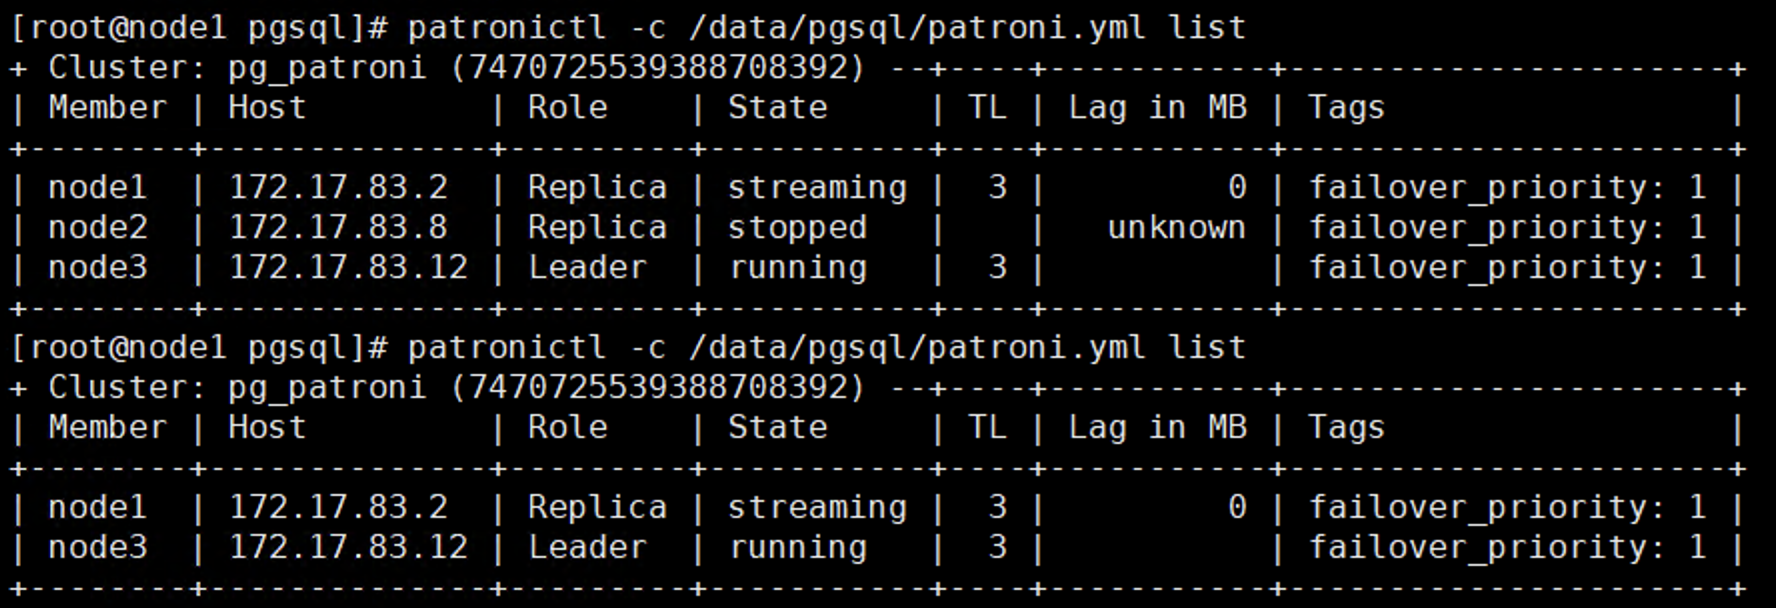 [root@node1 pgsql]# patronictl -c /data/pgsql/patroni.yml list
+ Cluster: pg_patroni (7470725539388708392) --+----+-----------+----------------------+
| Member | Host         | Role    | State     | TL | Lag in MB | Tags                 |
+--------+--------------+---------+-----------+----+-----------+----------------------+
| node1  | 172.17.83.2  | Replica | streaming |  3 |         0 | failover_priority: 1 |
| node2  | 172.17.83.8  | Replica | stopped   |    |   unknown | failover_priority: 1 |
| node3  | 172.17.83.12 | Leader  | running   |  3 |           | failover_priority: 1 |
+--------+--------------+---------+-----------+----+-----------+----------------------+
[root@node1 pgsql]# patronictl -c /data/pgsql/patroni.yml list
+ Cluster: pg_patroni (7470725539388708392) --+----+-----------+----------------------+
| Member | Host         | Role    | State     | TL | Lag in MB | Tags                 |
+--------+--------------+---------+-----------+----+-----------+----------------------+
| node1  | 172.17.83.2  | Replica | streaming |  3 |         0 | failover_priority: 1 |
| node3  | 172.17.83.12 | Leader  | running   |  3 |           | failover_priority: 1 |
+--------+--------------+---------+-----------+----+-----------+----------------------+